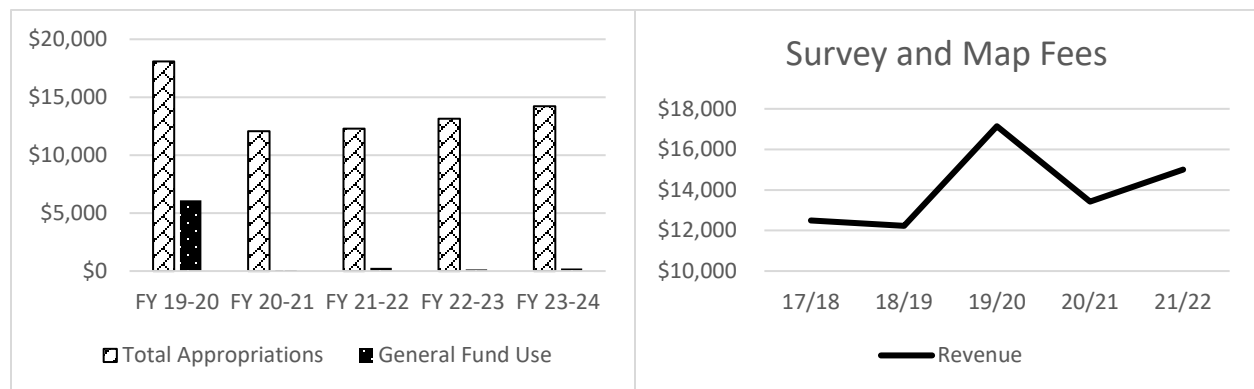 $20,000
$15,000
$10,000
$5,000
$0
FY 19-20 FY 20-21 FY 21-22 FY 22-23 FY 23-24
Total Appropriations General Fund Use
Survey and Map Fees
$18,000
$16,000
$14,000
$12,000
$10,000
17/18 18/19 19/20 20/21 21/22
Revenue